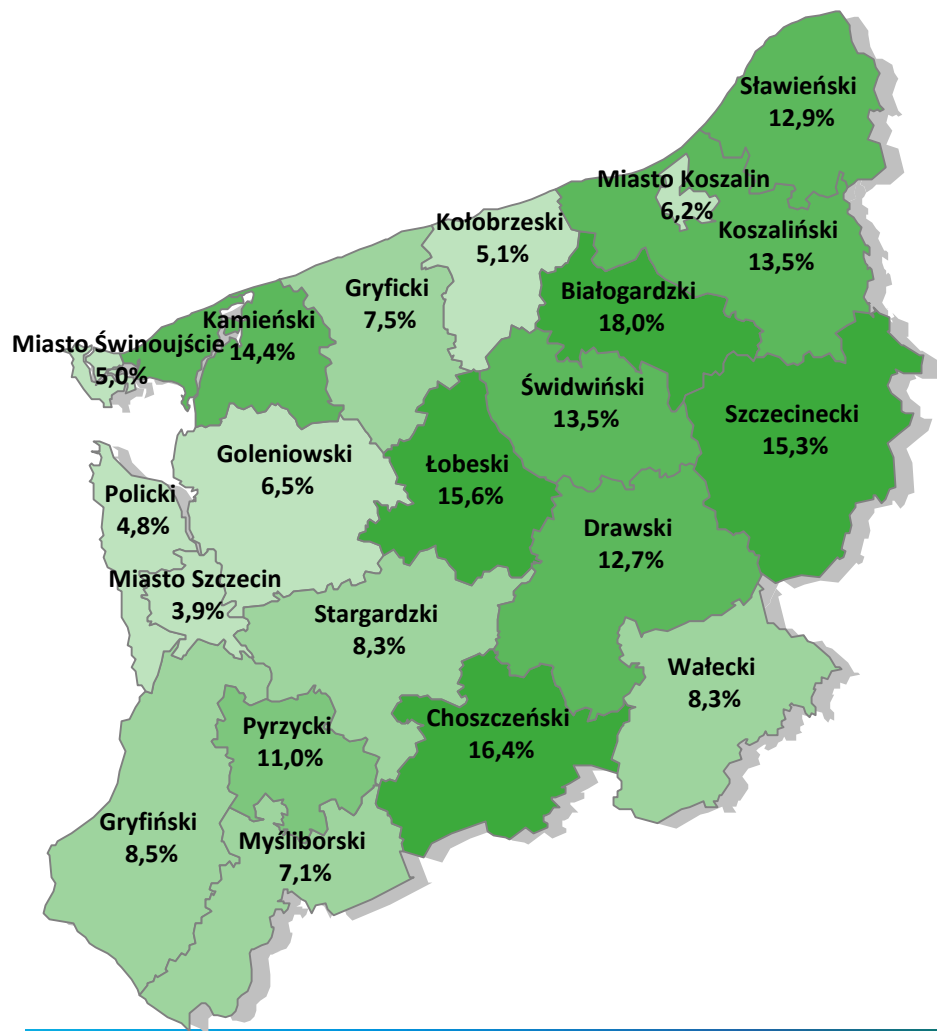 Sławieński
12,9%
Miasto Koszalin
6,2%
Koszaliński
13,5%
Kołobrzeski
5,1%
Białogardzki
18,0%
Gryficki
7,5%
Kamieński
14,4%
Miasto Świnoujście
5,0%
Świdwiński
13,5%
Szczecinecki
15,3%
Goleniowski
6,5%
Łobeski
15,6%
Policki
4,8%
Drawski
12,7%
Miasto Szczecin
3,9%
Stargardzki
8,3%
Wałecki
8,3%
Choszczeński
16,4%
Pyrzycki
11,0%
Gryfiński
8,5%
Myśliborski
7,1%